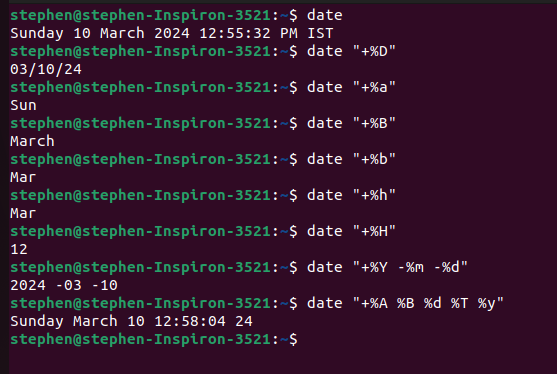 stephen@stephen-Inspiron-3521:~$ date
Sunday 10 March 2024 12:55:32 PM IST
stephen@stephen-Inspiron-3521:~$ date "+%D"
03/10/24
stephen@stephen-Inspiron-3521:~$ date "+%a"
Sun
stephen@stephen-Inspiron-3521:~$ date "+%B"
March
stephen@stephen-Inspiron-3521:~$ date "+%b"
Mar
stephen@stephen-Inspiron-3521:~$ date "+%h"
Mar
stephen@stephen-Inspiron-3521:~$ date "+%H"
12
stephen@stephen-Inspiron-3521:~$ date "+%Y -%m -%d"
2024 -03 -10
stephen@stephen-Inspiron-3521:~$ date "+%A %B %d %T %y"
Sunday March 10 12:58:04 24
stephen@stephen-Inspiron-3521:~$